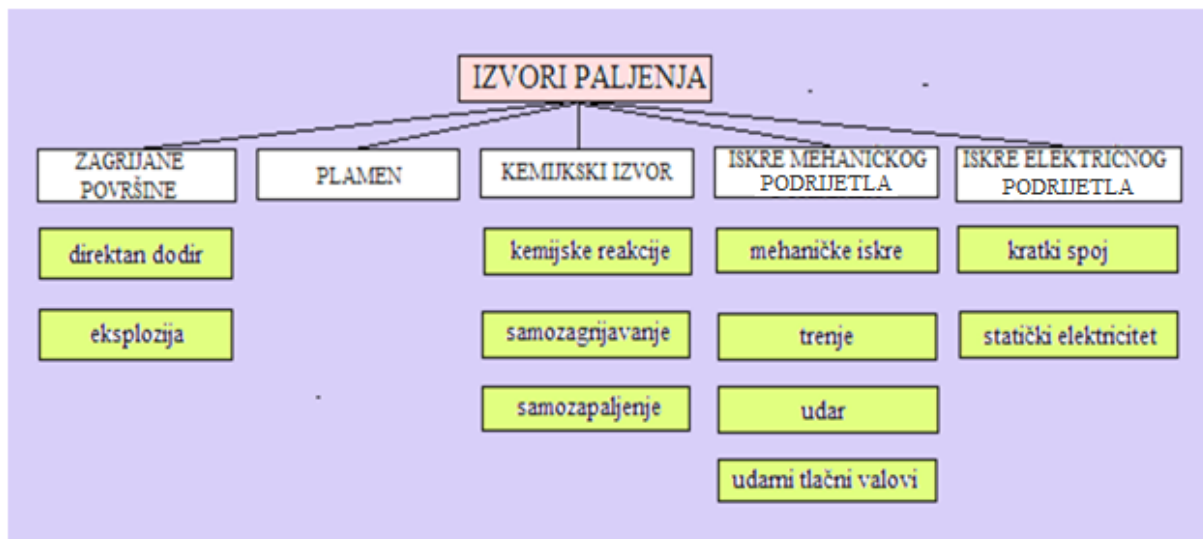 IZVORI PALJENJA
ZAGRIJANE
POVRŠINE
PLAMEN
KEMIJKSKI IZVOR
ISKRE MEHANIČKOG
PODRIJETLA
ISKRE ELEKTRIČNOG
PODRIJETLA
direktan dodir
kemijske reakcije
mehaničke iskre
kratki spoj
eksplozija
samozagrijavanje
trenje
statički elektricitet
samozapaljenje
udar
udarni tlačni valovi